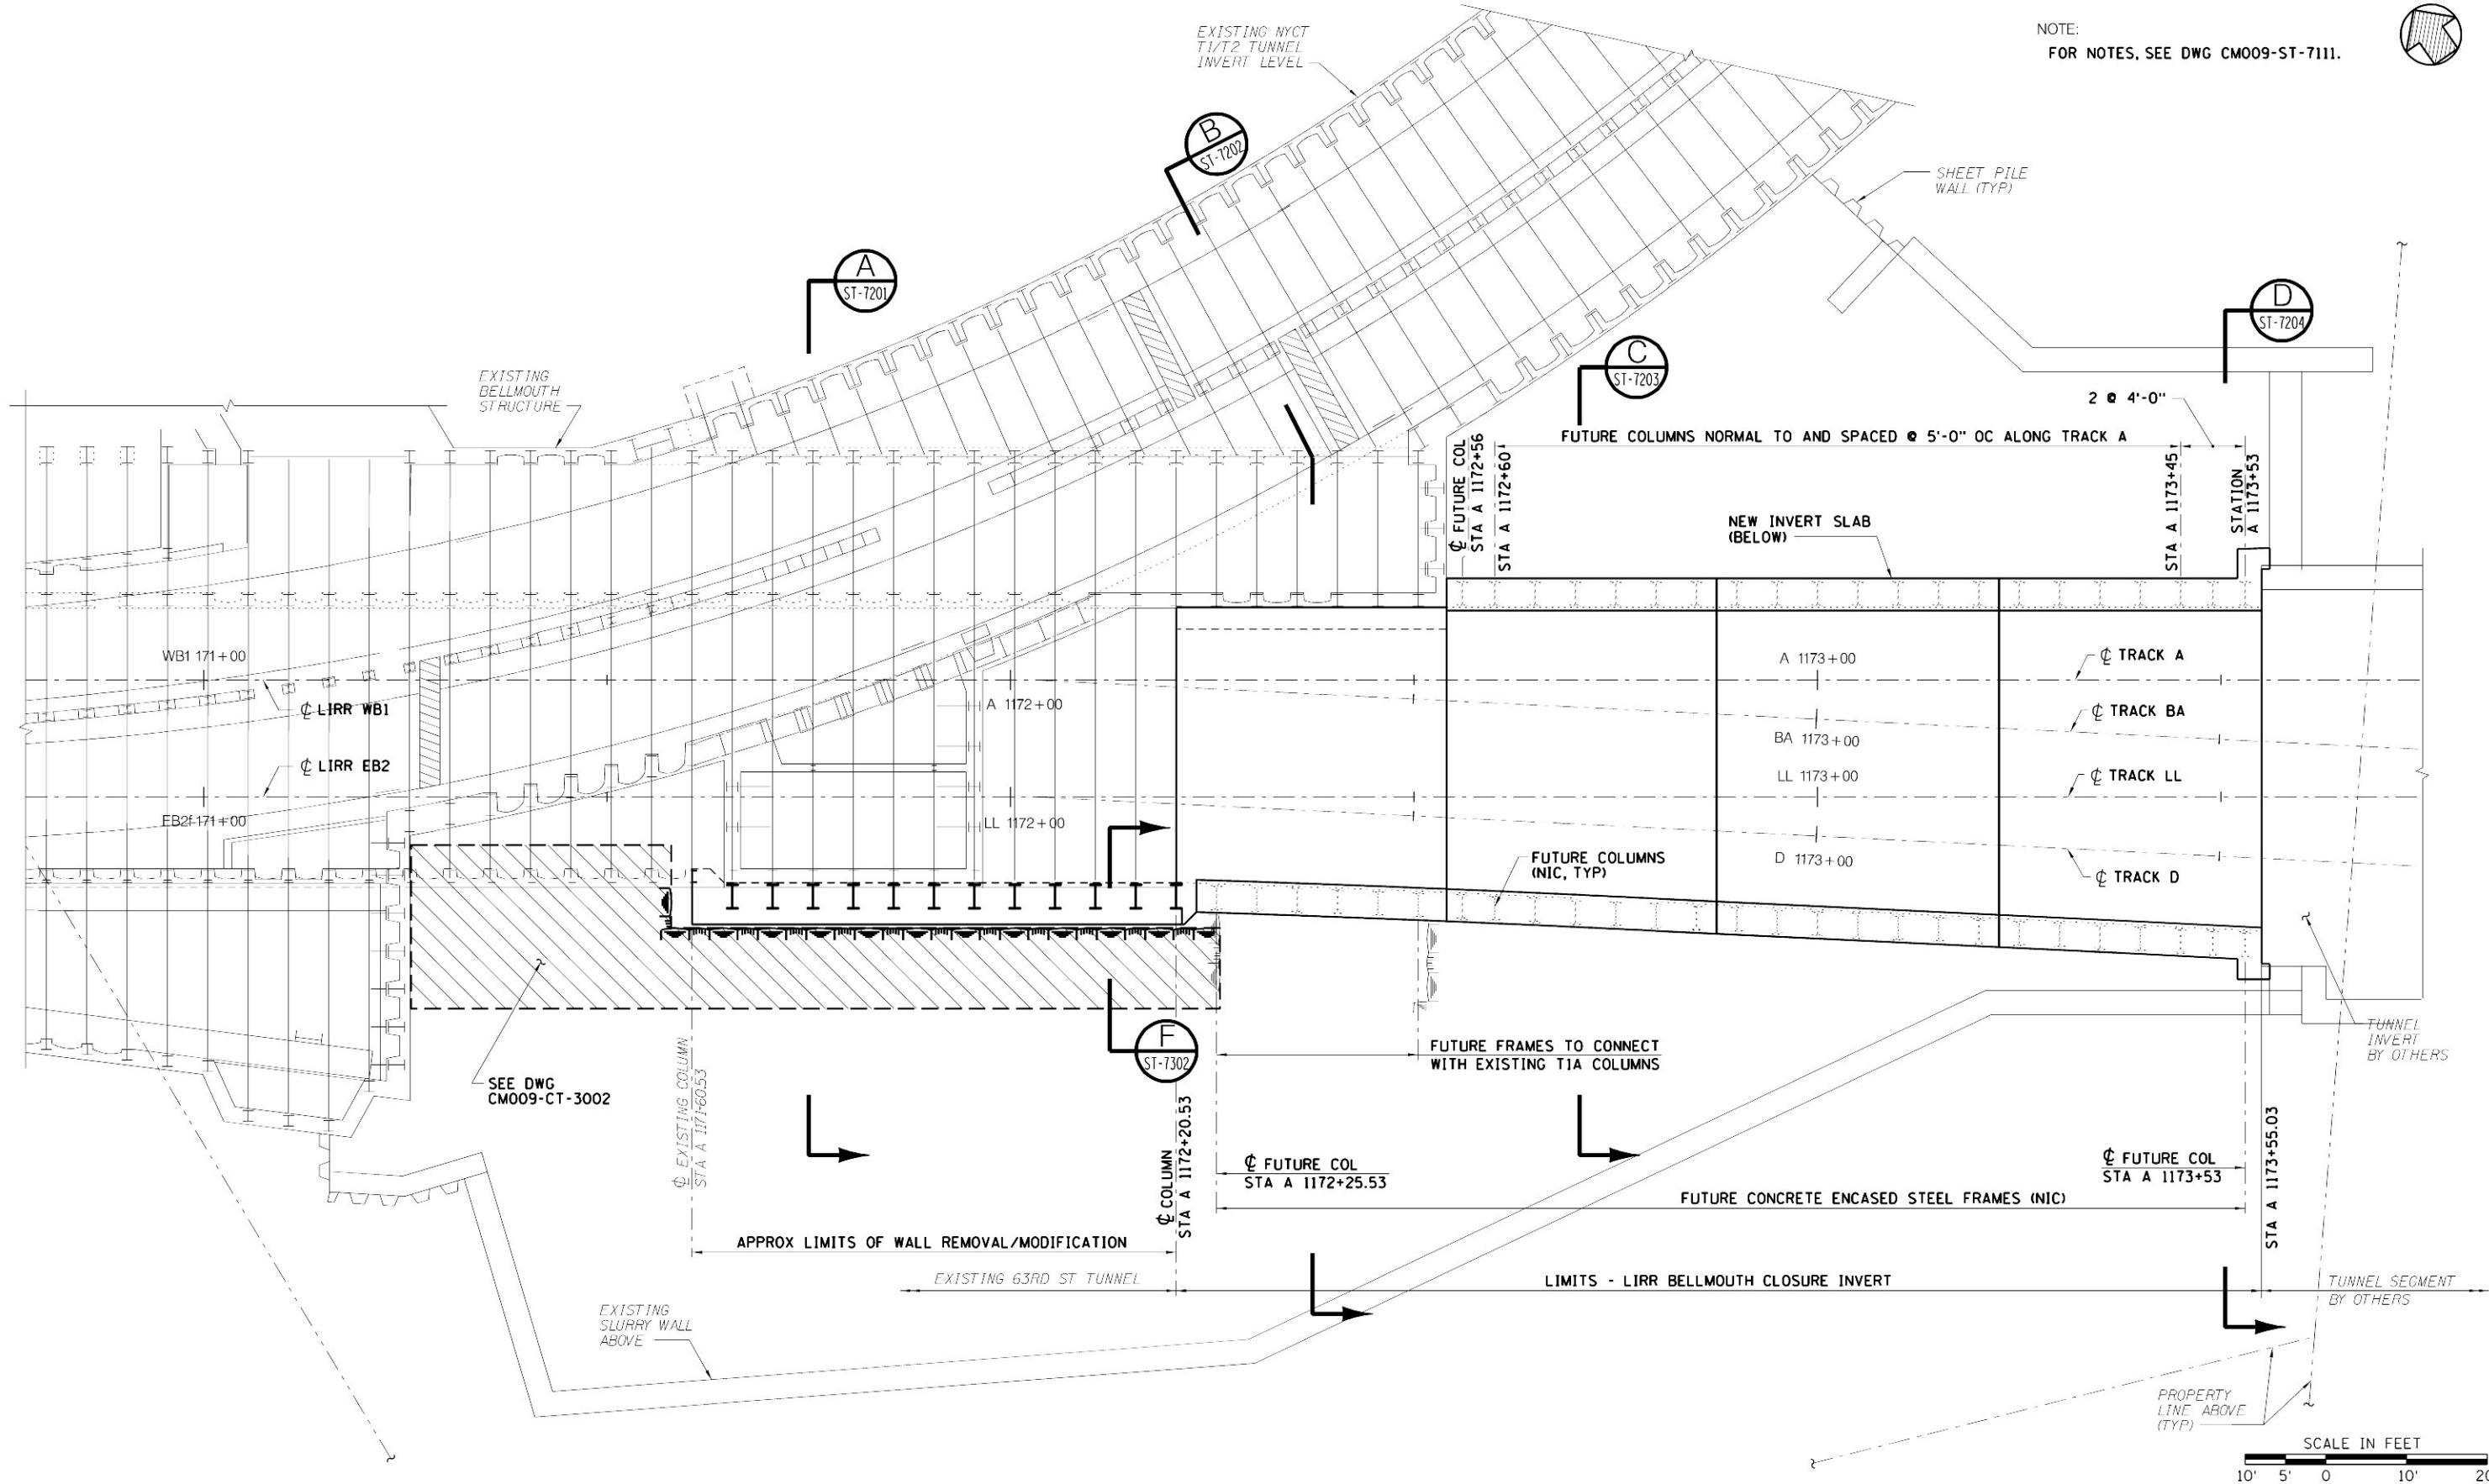 NOTE:
FOR NOTES, SEE DWG CM009-ST-7111.
EXISTING NYCT
T1/T2 TUNNEL
INVERT LEVEL
B
ST-7202
SHEET PILE
WALL (TYP)
A
ST-7201
D
ST-7204
C
ST-7203
EXISTING
BELLMOUTH
STRUCTURE
2 @ 4'-0"
FUTURE COLUMNS NORMAL TO AND SPACED @ 5'-0" OC ALONG TRACK A
℄ FUTURE COL
STA A 1172+56
STA A 1172+60
STA A 1173+45
STATION
A 1173+53
NEW INVERT SLAB
(BELOW)
WB1 171+00
℄ LIRR WB1
A 1172+00
A 1173+00
℄ TRACK A
BA 1173+00
℄ TRACK BA
℄ LIRR EB2
LL 1173+00
℄ TRACK LL
EB2f 171+00
LL 1172+00
D 1173+00
℄ TRACK D
FUTURE COLUMNS
(NIC, TYP)
F
ST-7302
SEE DWG
CM009-CT-3002
℄ EXISTING COLUMN
STA A 1171+60.53
℄ COLUMN
STA A 1172+20.53
FUTURE FRAMES TO CONNECT
WITH EXISTING T1A COLUMNS
TUNNEL
INVERT
BY OTHERS
℄ FUTURE COL
STA A 1172+25.53
℄ FUTURE COL
STA A 1173+53
STA A 1173+55.03
FUTURE CONCRETE ENCASED STEEL FRAMES (NIC)
APPROX LIMITS OF WALL REMOVAL/MODIFICATION
EXISTING 63RD ST TUNNEL
LIMITS - LIRR BELLMOUTH CLOSURE INVERT
TUNNEL SEGMENT
BY OTHERS
EXISTING
SLURRY WALL
ABOVE
PROPERTY
LINE ABOVE
(TYP)
SCALE IN FEET
10' 5' 0 10'